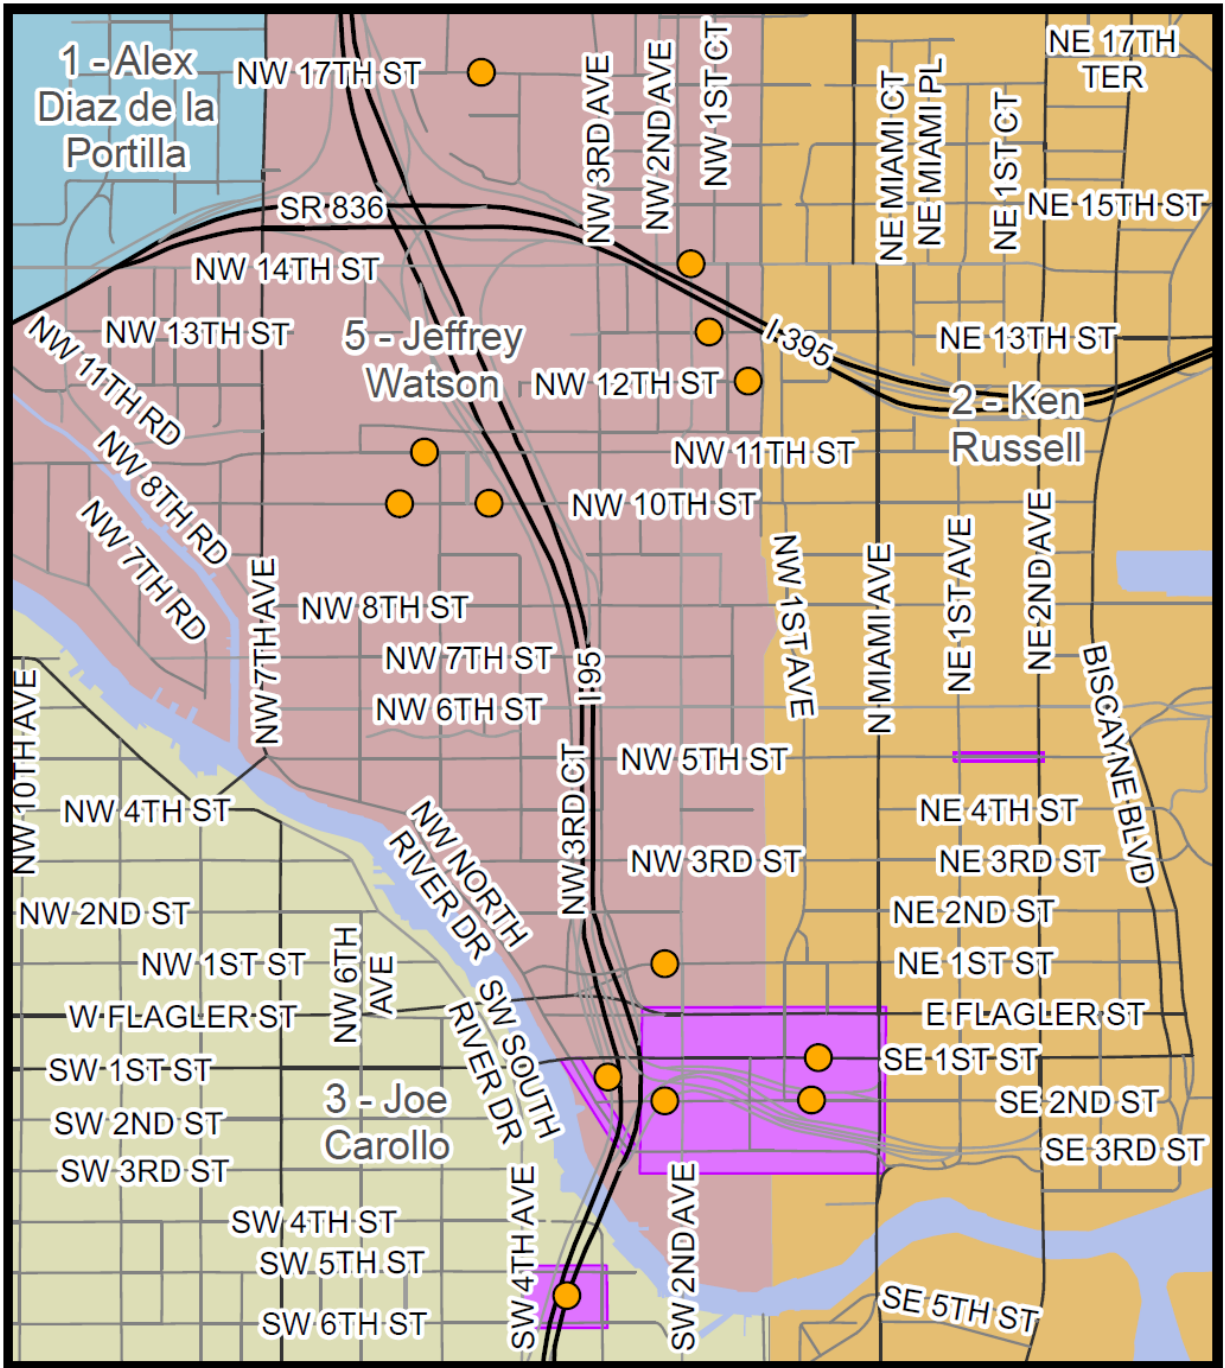 1 - Alex
Diaz de la
Portilla
NW 17TH ST
NW 3RD AVE
NW 2ND AVE
NW 1ST CT
NE MIAMI CT
NE MIAMI PL
NE 1ST CT
NE 17TH
TER
SR 836
NE 15TH ST
NW 14TH ST
NW 13TH ST
5 - Jeffrey
Watson
I-395
NE 13TH ST
NW 11TH RD
NW 12TH ST
2 - Ken
Russell
NW 8TH RD
NW 11TH ST
NW 7TH RD
NW 10TH ST
NW 7TH AVE
NW 8TH ST
NW 1ST AVE
N MIAMI AVE
NE 1ST AVE
NE 2ND AVE
NW 7TH ST
I 95
BISCAYNE BLVD
NW 10TH AVE
NW 6TH ST
NW 3RD CT
NW 5TH ST
NW 4TH ST
NW NORTH
RIVER DR
NE 4TH ST
NW 3RD ST
NE 3RD ST
NW 2ND ST
NE 2ND ST
NW 1ST ST
NW 6TH
AVE
NE 1ST ST
W FLAGLER ST
SW SOUTH
RIVER DR
E FLAGLER ST
SW 1ST ST
SE 1ST ST
3 - Joe
Carollo
SW 2ND ST
SE 2ND ST
SW 3RD ST
SE 3RD ST
SW 4TH AVE
SW 2ND AVE
SW 4TH ST
SW 5TH ST
SW 6TH ST
SE 5TH ST